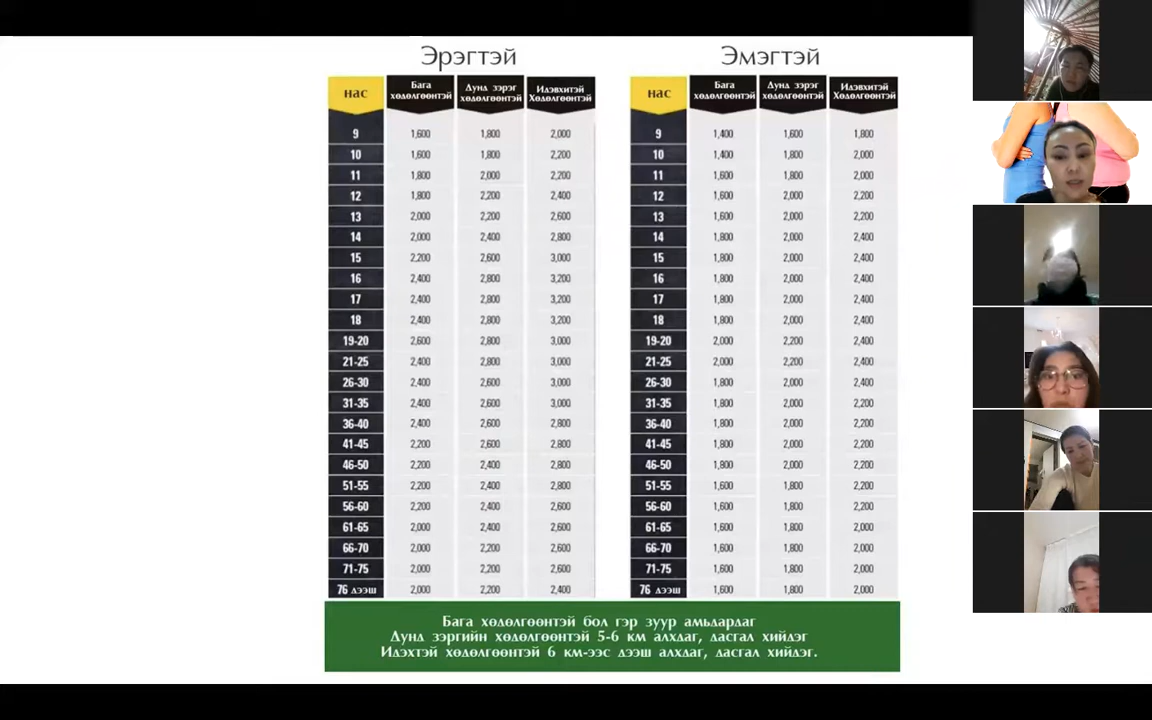 Эрэгтэй Эмэгтэй
нас Бага хөдөлгөөнтэй Дунд зэрэг хөдөлгөөнтэй Идэвхитэй Хөдөлгөөнтэй нас Бага хөдөлгөөнтэй Дунд зэрэг хөдөлгөөнтэй Идэвхитэй Хөдөлгөөнтэй
9 1,600 1,800 2,000 9 1,400 1,600 1,800
10 1,600 1,800 2,200 10 1,400 1,800 2,000
11 1,800 2,000 2,200 11 1,600 1,800 2,000
12 1,800 2,200 2,400 12 1,600 2,000 2,200
13 2,000 2,200 2,600 13 1,600 2,000 2,200
14 2,000 2,400 2,800 14 1,800 2,000 2,400
15 2,200 2,600 3,000 15 1,800 2,000 2,400
16 2,400 2,800 3,200 16 1,800 2,000 2,400
17 2,400 2,800 3,200 17 1,800 2,000 2,400
18 2,400 2,800 3,200 18 1,800 2,000 2,400
19-20 2,600 2,800 3,000 19-20 2,000 2,200 2,400
21-25 2,400 2,800 3,000 21-25 2,000 2,200 2,400
26-30 2,400 2,600 3,000 26-30 1,800 2,000 2,400
31-35 2,400 2,600 3,000 31-35 1,800 2,000 2,200
36-40 2,400 2,600 2,800 36-40 1,800 2,000 2,200
41-45 2,200 2,600 2,800 41-45 1,800 2,000 2,200
46-50 2,200 2,400 2,800 46-50 1,800 2,000 2,200
51-55 2,200 2,400 2,800 51-55 1,600 1,800 2,200
56-60 2,200 2,400 2,600 56-60 1,600 1,800 2,200
61-65 2,000 2,400 2,600 61-65 1,600 1,800 2,000
66-70 2,000 2,200 2,600 66-70 1,600 1,800 2,000
71-75 2,000 2,200 2,600 71-75 1,600 1,800 2,000
76 дээш 2,000 2,200 2,400 76 дээш 1,600 1,800 2,000
Бага хөдөлгөөнтэй бол гэр зуур амьдардаг
Дунд зэргийн хөдөлгөөнтэй 5-6 км алхдаг, дасгал хийдэг
Идэхтэй хөдөлгөөнтэй 6 км-ээс дээш алхдаг, дасгал хийдэг.